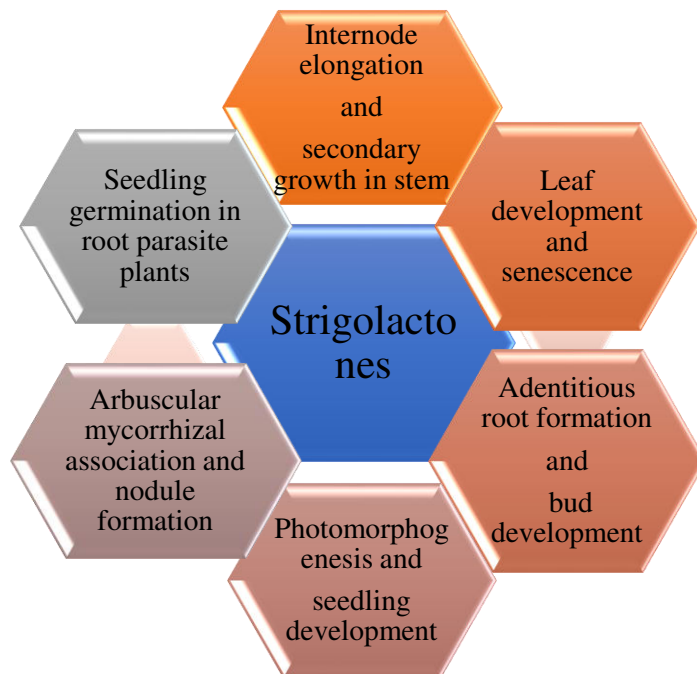 Internode
elongation
and
secondary
growth in stem
Leaf
development
and
senescence
Adentitious
root formation
and
bud
development
Photomorphog
enesis and
seedling
development
Arbuscular
mycorrhizal
association and
nodule
formation
Seedling
germination in
root parasite
plants
Strigolacto
nes